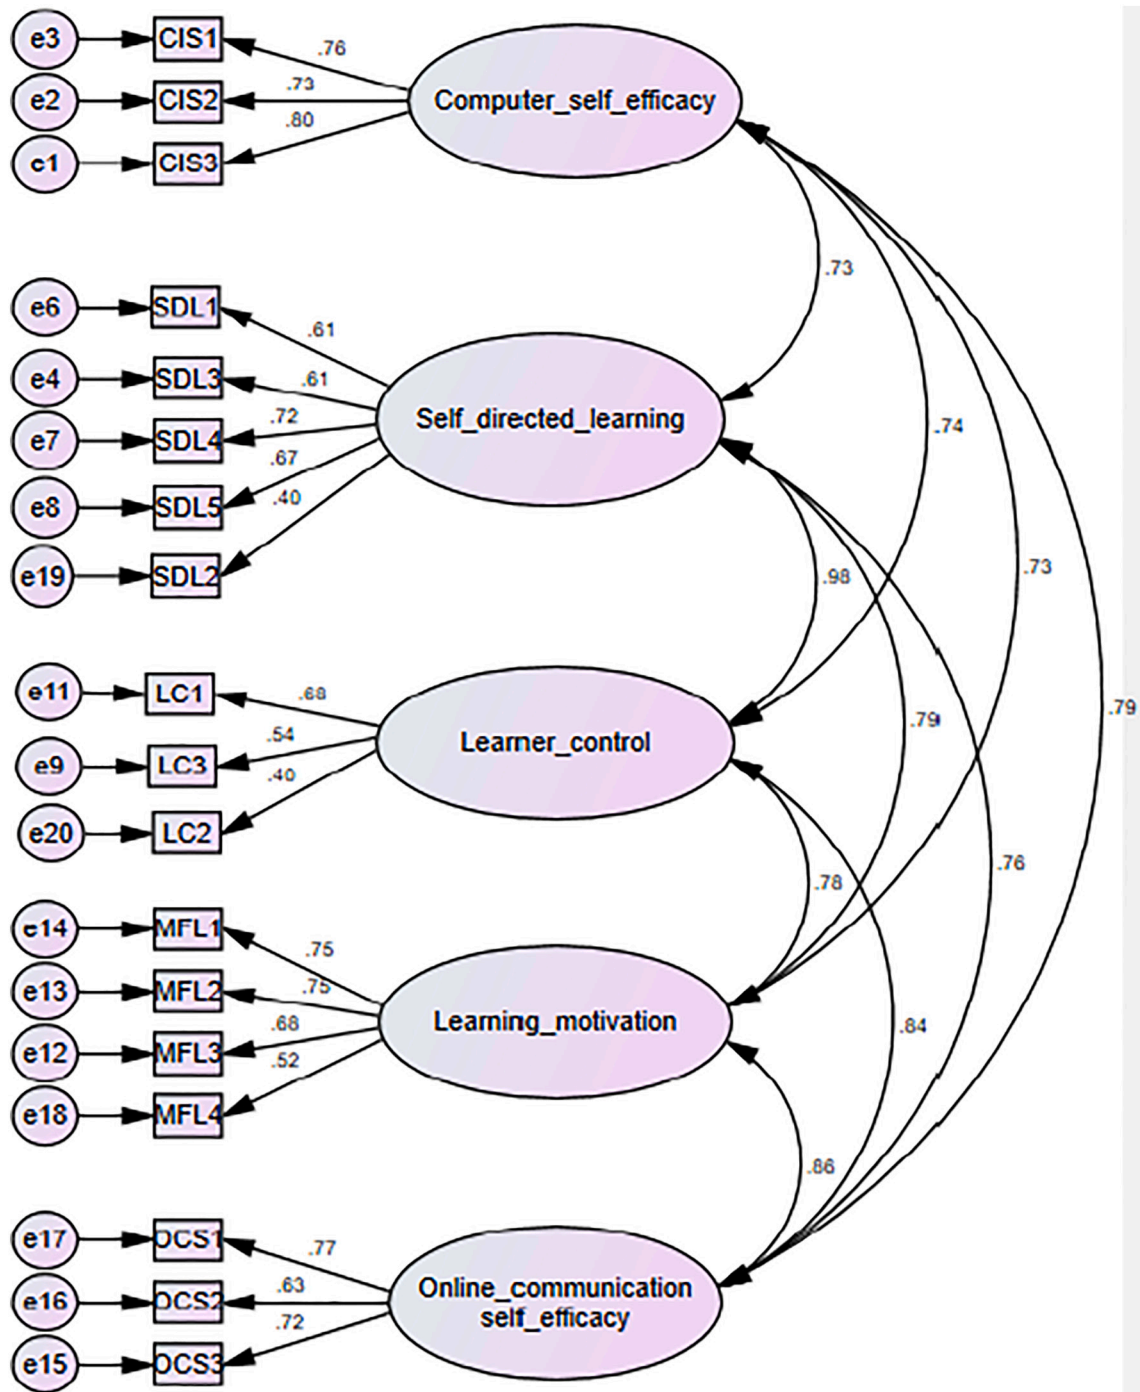 e3 CIS1 .76
e2 CIS2 .73 Computer_self_efficacy
e1 CIS3 .80
.73
e6 SDL1 .61
e4 SDL3 .61
Self_directed_learning .74
e7 SDL4 .72
e8 SDL5 .67
.40
e19 SDL2 .98 .73
e11 LC1 .68
.79 .79
e9 LC3 .54 Learner_control
e20 LC2 .40
.78 .76
e14 MFL1 .75
e13 MFL2 .75
Learning_motivation .84
e12 MFL3 .68
e18 MFL4 .52
.86
e17 OCS1 .77
e16 OCS2 .63 Online_communication
self_efficacy
e15 OCS3 .72